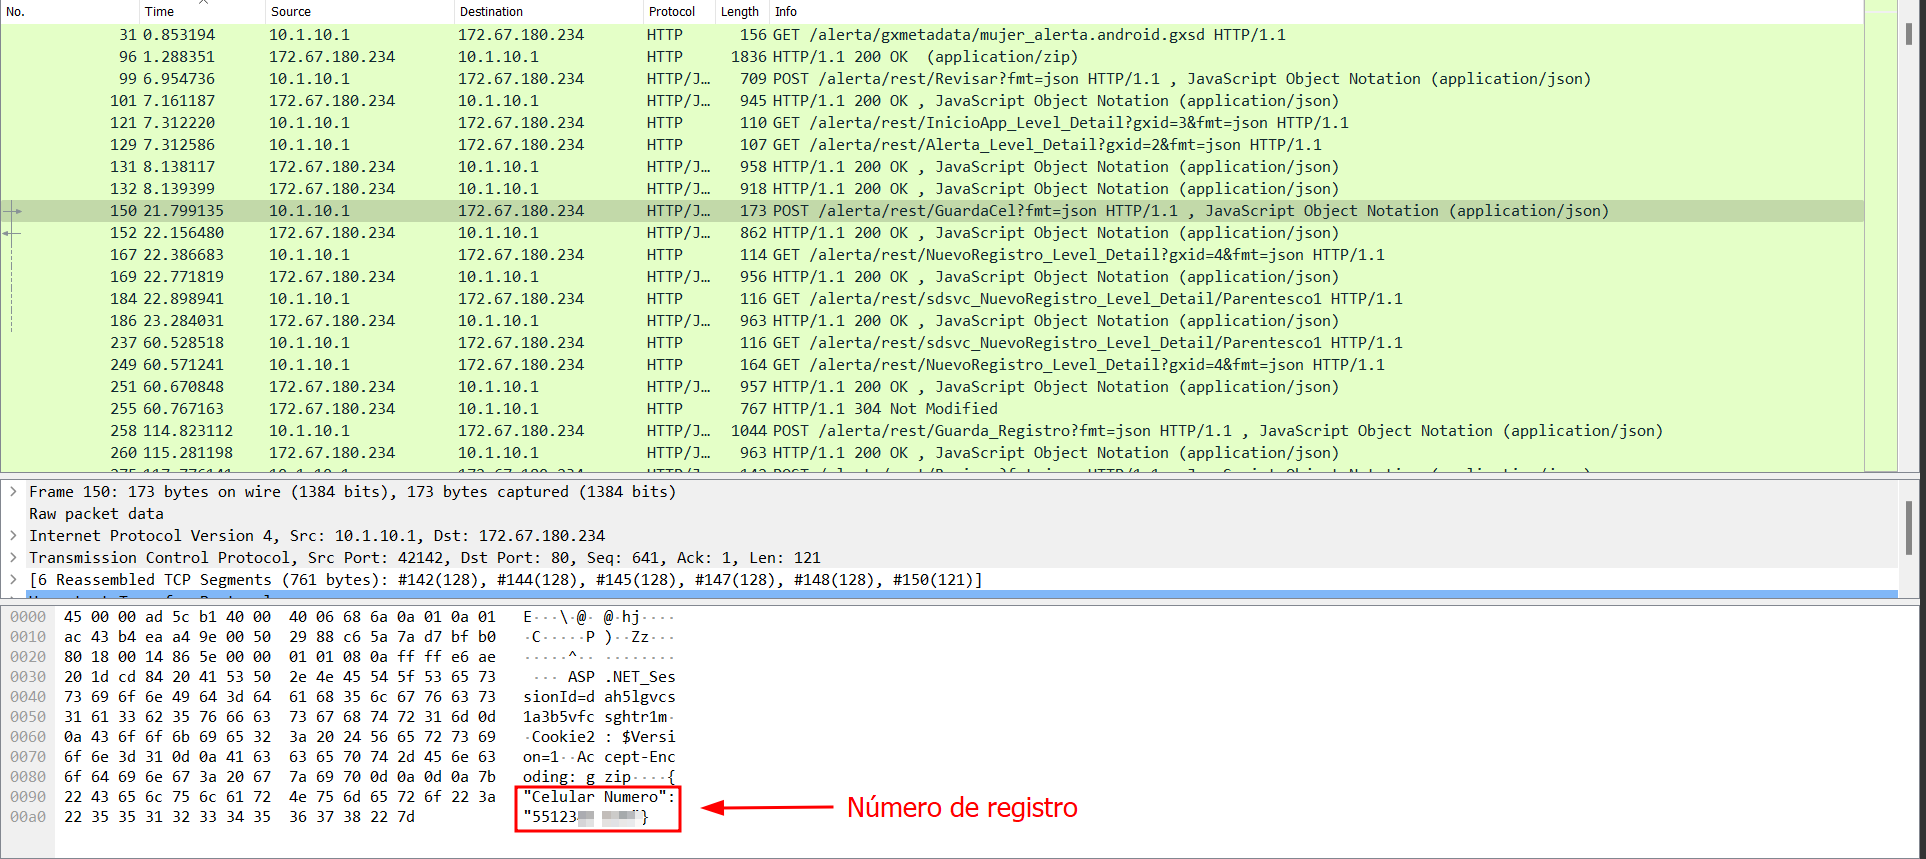 No. Time Source Destination Protocol Length Info
31 0.853194 10.1.10.1 172.67.180.234 HTTP 156 GET /alerta/gxmetadata/mujer_alerta.android.gxsd HTTP/1.1
96 1.288351 172.67.180.234 10.1.10.1 HTTP 1836 HTTP/1.1 200 OK  (application/zip)
99 6.954736 10.1.10.1 172.67.180.234 HTTP/J… 709 POST /alerta/rest/Revisar?fmt=json HTTP/1.1 , JavaScript Object Notation (application/json)
101 7.161187 172.67.180.234 10.1.10.1 HTTP/J… 945 HTTP/1.1 200 OK , JavaScript Object Notation (application/json)
121 7.312220 10.1.10.1 172.67.180.234 HTTP 110 GET /alerta/rest/InicioApp_Level_Detail?gxid=3&fmt=json HTTP/1.1
129 7.312586 10.1.10.1 172.67.180.234 HTTP 107 GET /alerta/rest/Alerta_Level_Detail?gxid=2&fmt=json HTTP/1.1
131 8.138117 172.67.180.234 10.1.10.1 HTTP/J… 958 HTTP/1.1 200 OK , JavaScript Object Notation (application/json)
132 8.139399 172.67.180.234 10.1.10.1 HTTP/J… 918 HTTP/1.1 200 OK , JavaScript Object Notation (application/json)
150 21.799135 10.1.10.1 172.67.180.234 HTTP/J… 173 POST /alerta/rest/GuardaCel?fmt=json HTTP/1.1 , JavaScript Object Notation (application/json)
152 22.156480 172.67.180.234 10.1.10.1 HTTP/J… 862 HTTP/1.1 200 OK , JavaScript Object Notation (application/json)
167 22.386683 10.1.10.1 172.67.180.234 HTTP 114 GET /alerta/rest/NuevoRegistro_Level_Detail?gxid=4&fmt=json HTTP/1.1
169 22.771819 172.67.180.234 10.1.10.1 HTTP/J… 956 HTTP/1.1 200 OK , JavaScript Object Notation (application/json)
184 22.898941 10.1.10.1 172.67.180.234 HTTP 116 GET /alerta/rest/sdsvc_NuevoRegistro_Level_Detail/Parentesco1 HTTP/1.1
186 23.284031 172.67.180.234 10.1.10.1 HTTP/J… 963 HTTP/1.1 200 OK , JavaScript Object Notation (application/json)
237 60.528518 10.1.10.1 172.67.180.234 HTTP 116 GET /alerta/rest/sdsvc_NuevoRegistro_Level_Detail/Parentesco1 HTTP/1.1
249 60.571241 10.1.10.1 172.67.180.234 HTTP 164 GET /alerta/rest/NuevoRegistro_Level_Detail?gxid=4&fmt=json HTTP/1.1
251 60.670848 172.67.180.234 10.1.10.1 HTTP/J… 957 HTTP/1.1 200 OK , JavaScript Object Notation (application/json)
255 60.767163 172.67.180.234 10.1.10.1 HTTP 767 HTTP/1.1 304 Not Modified
258 114.823112 10.1.10.1 172.67.180.234 HTTP/J… 1044 POST /alerta/rest/Guarda_Registro?fmt=json HTTP/1.1 , JavaScript Object Notation (application/json)
260 115.281198 172.67.180.234 10.1.10.1 HTTP/J… 963 HTTP/1.1 200 OK , JavaScript Object Notation (application/json)
Frame 150: 173 bytes on wire (1384 bits), 173 bytes captured (1384 bits)
Raw packet data
Internet Protocol Version 4, Src: 10.1.10.1, Dst: 172.67.180.234
Transmission Control Protocol, Src Port: 42142, Dst Port: 80, Seq: 641, Ack: 1, Len: 121
[6 Reassembled TCP Segments (761 bytes): #142(128), #144(128), #145(128), #147(128), #148(128), #150(121)]
0000 45 00 00 ad 5c b1 40 00 40 06 68 6a 0a 01 0a 01 E···\·@· @·hj····
0010 ac 43 b4 ea a4 9e 00 50 29 88 c6 5a 7a d7 bf b0 ·C·····P )··Zz···
0020 80 18 00 14 86 5e 00 00 01 01 08 0a ff ff e6 ae ·····^·· ········
0030 20 1d cd 84 20 41 53 50 2e 4e 45 54 5f 53 65 73 ··· ASP .NET_Ses
0040 73 69 6f 6e 49 64 3d 64 61 68 35 6c 67 76 63 73 sionId=d ah5lgvcs
0050 31 61 33 62 35 76 66 63 73 67 68 74 72 31 6d 0d 1a3b5vfc sghtr1m·
0060 0a 43 6f 6f 6b 69 65 32 3a 20 24 56 65 72 73 69 ·Cookie2 : $Versi
0070 6f 6e 3d 31 0d 0a 41 63 63 65 70 74 2d 45 6e 63 on=1··Ac cept-Enc
0080 6f 64 69 6e 67 3a 20 67 7a 69 70 0d 0a 0d 0a 7b oding: g zip····{
0090 22 43 65 6c 75 6c 61 72 4e 75 6d 65 72 6f 22 3a "Celular Numero":
00a0 22 35 35 31 32 33 34 35 36 37 38 22 7d "55123 "}
Número de registro